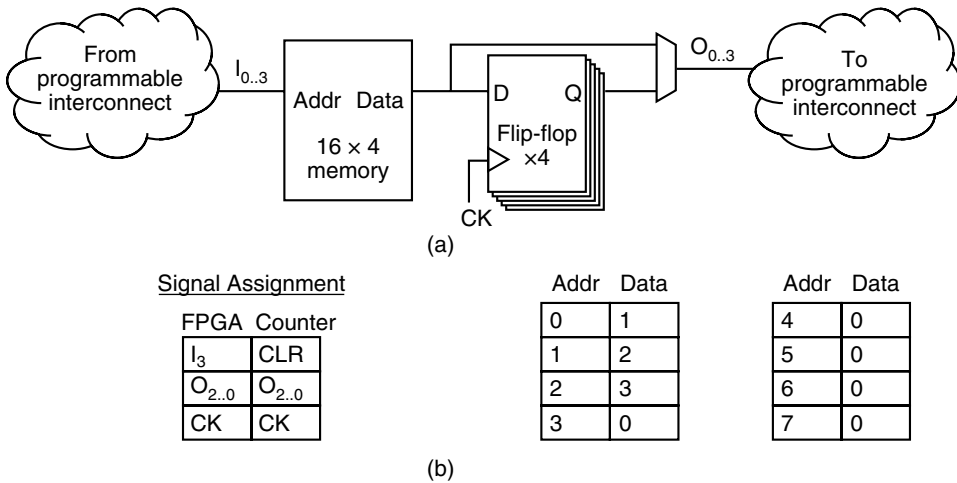 From
programmable
interconnect
I0..3
Addr Data
16 × 4
memory
D Q
Flip-flop
×4
CK
O0..3
To
programmable
interconnect
(a)
Signal Assignment
FPGA Counter
I3 CLR
O2..0 O2..0
CK CK
Addr Data
0 1
1 2
2 3
3 0
Addr Data
4 0
5 0
6 0
7 0
(b)